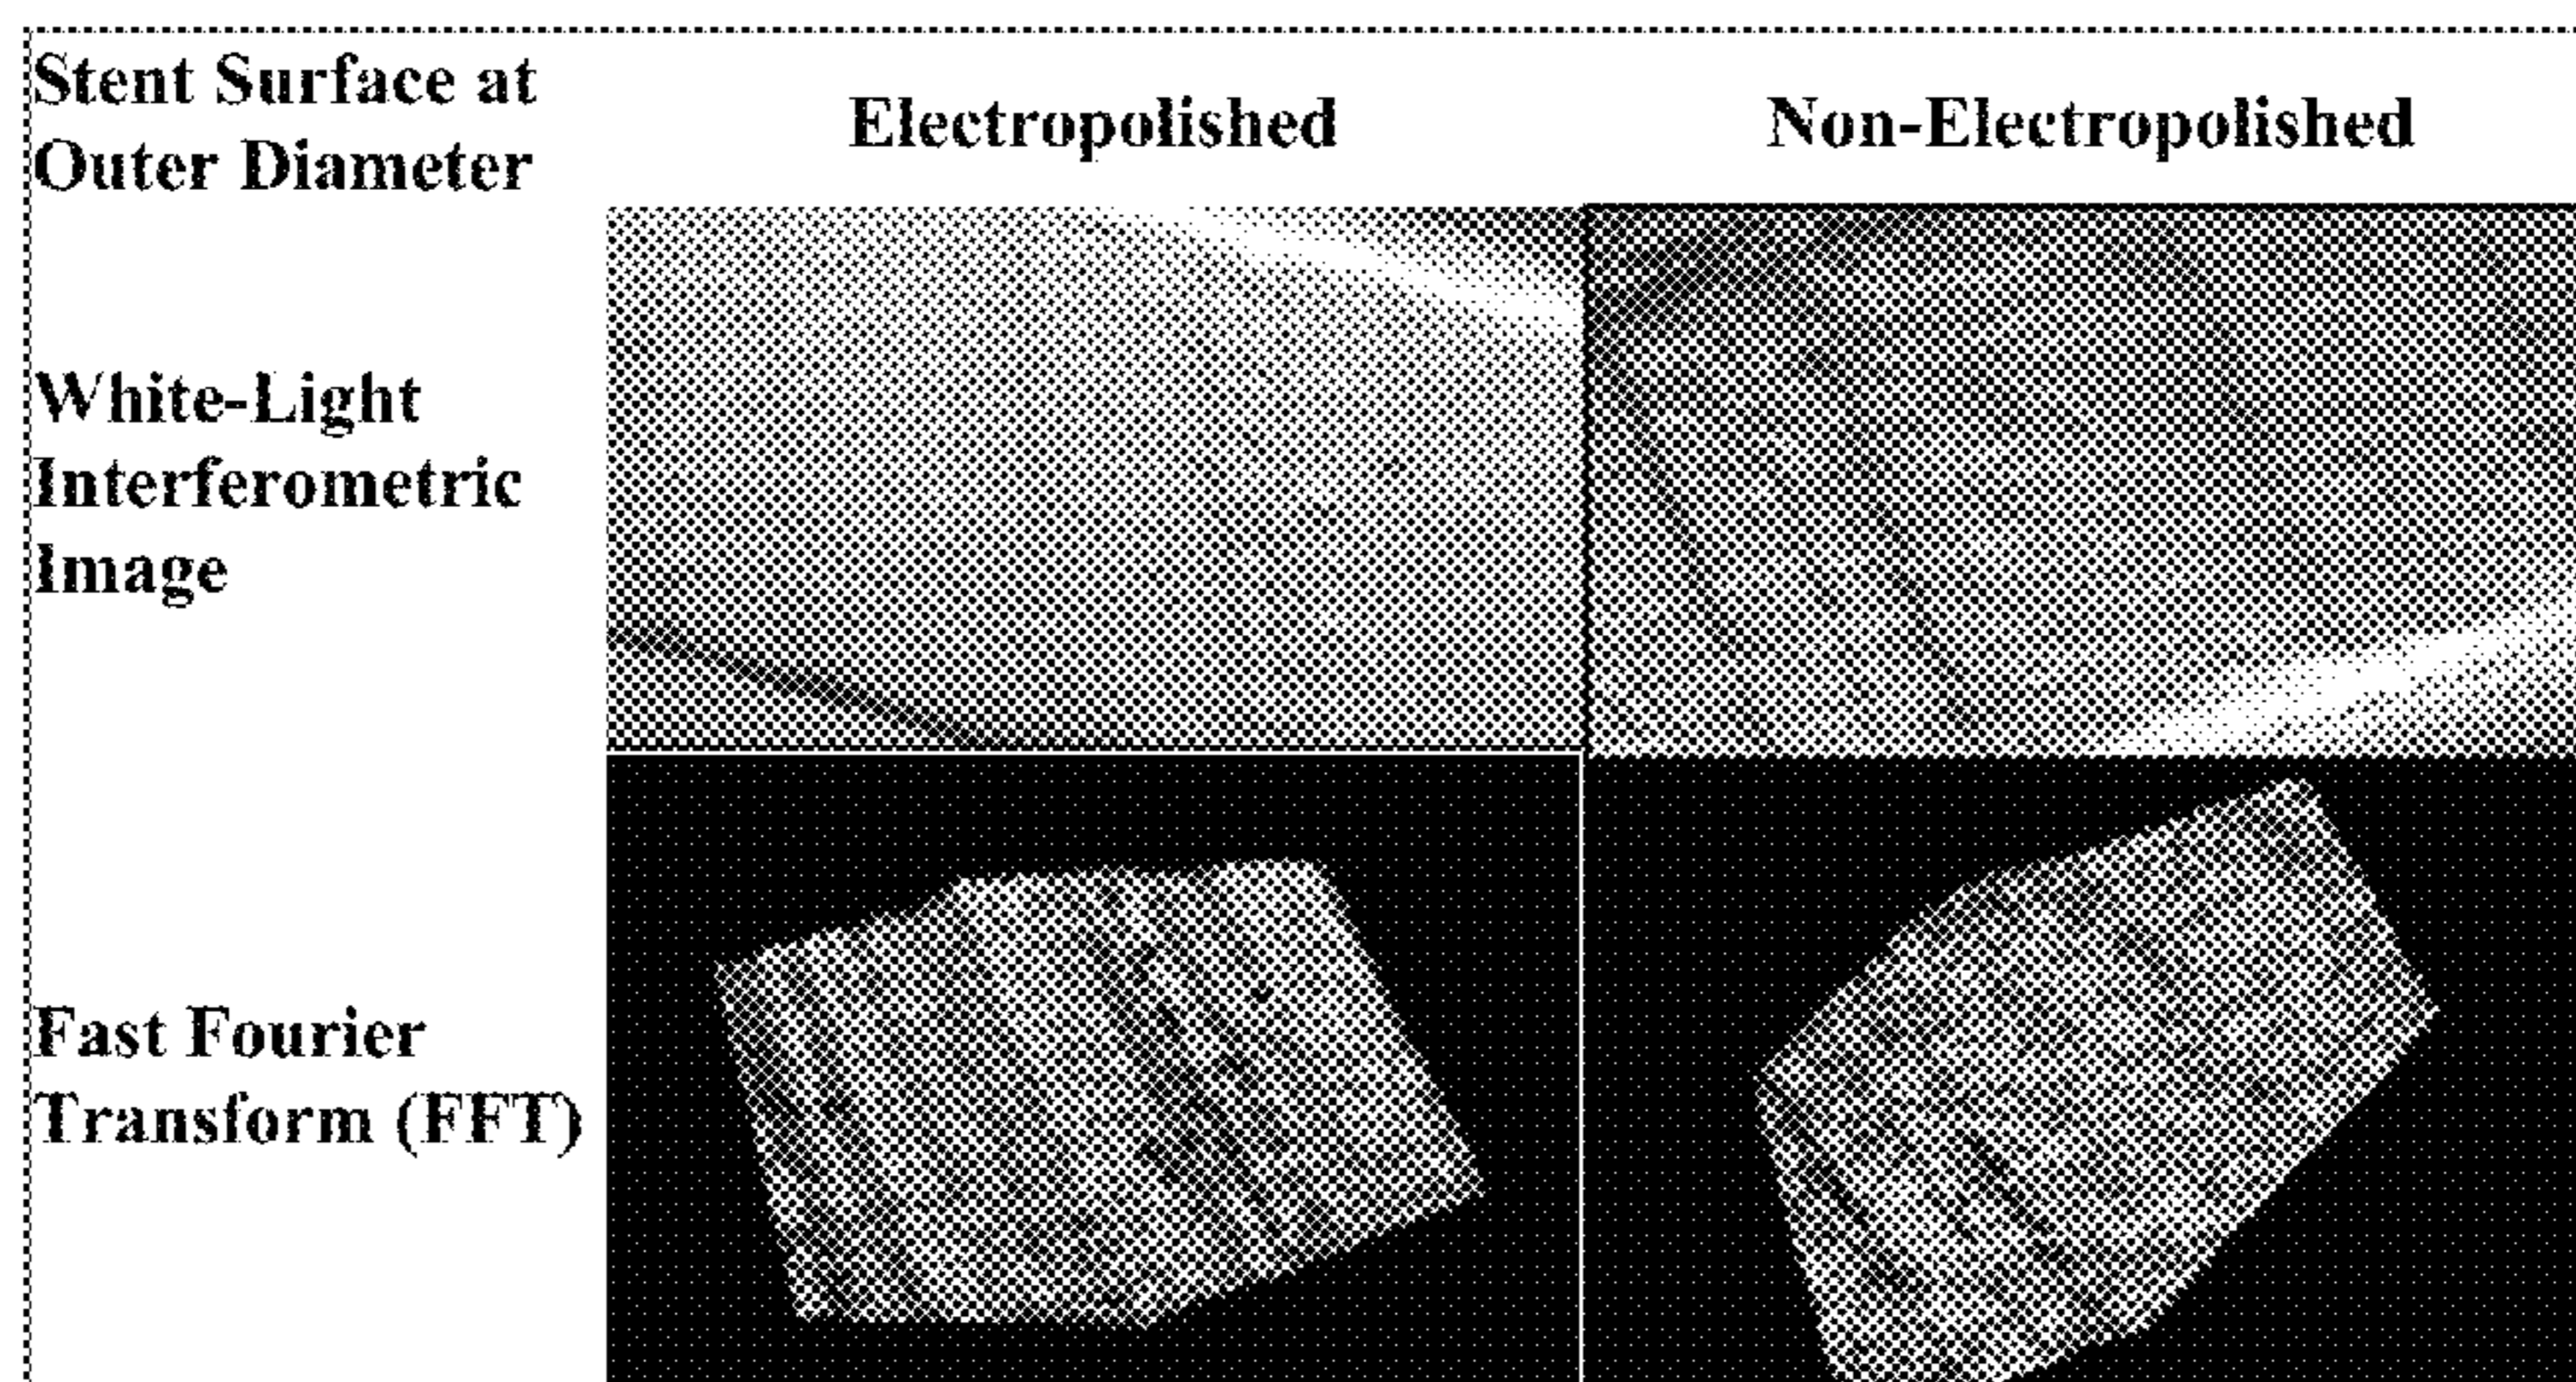 Stent Surface at
Outer Diameter
Electropolished
Non-Electropolished
White-Light
Interferometric
Image
Fast Fourier
Transform (FFT)